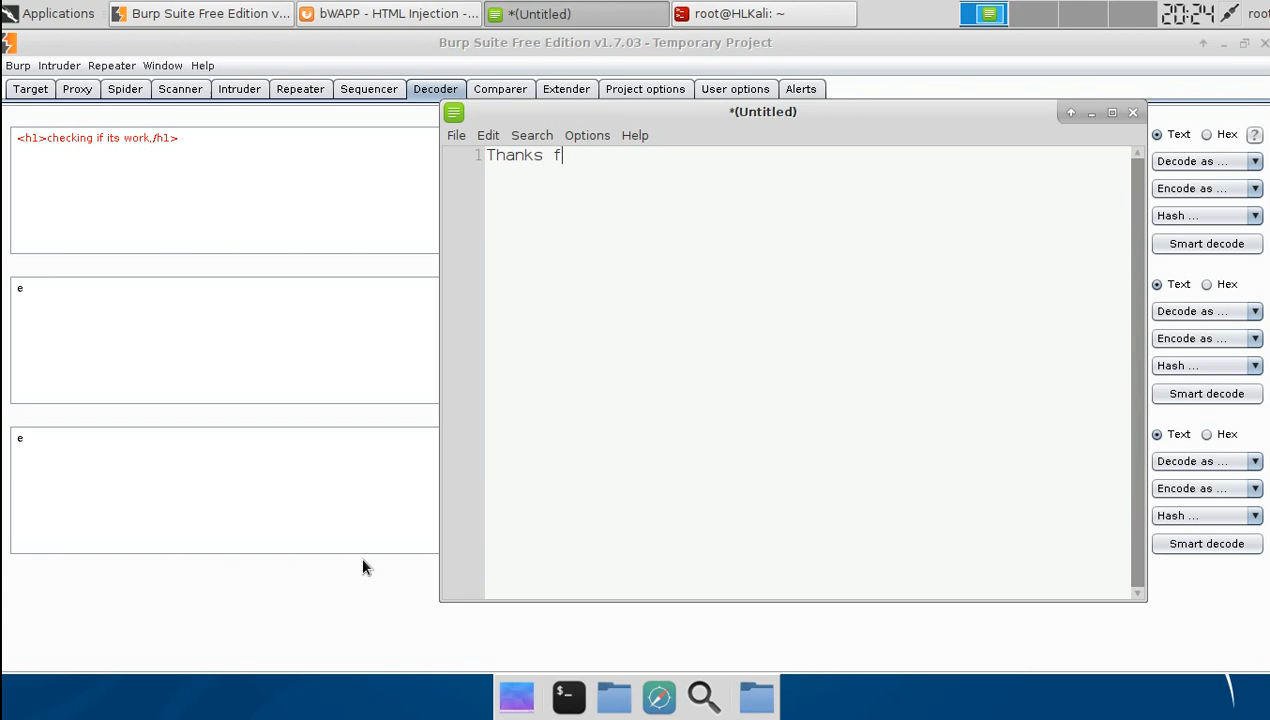 Applications
Burp Suite Free Edition v...
bWAPP - HTML Injection -...
*(Untitled)
root@HLKali: ~
20:24
root
Burp Suite Free Edition v1.7.03 - Temporary Project
Burp Intruder Repeater Window Help
Target Proxy Spider Scanner Intruder Repeater Sequencer Decoder Comparer Extender Project options User options Alerts
*(Untitled)
File Edit Search Options Help
1 Thanks f
<h1>checking if its work,/h1>
Text Hex ?
Decode as ...
Encode as ...
Hash ...
Smart decode
e
Text Hex
Decode as ...
Encode as ...
Hash ...
Smart decode
e
Text Hex
Decode as ...
Encode as ...
Hash ...
Smart decode
$_